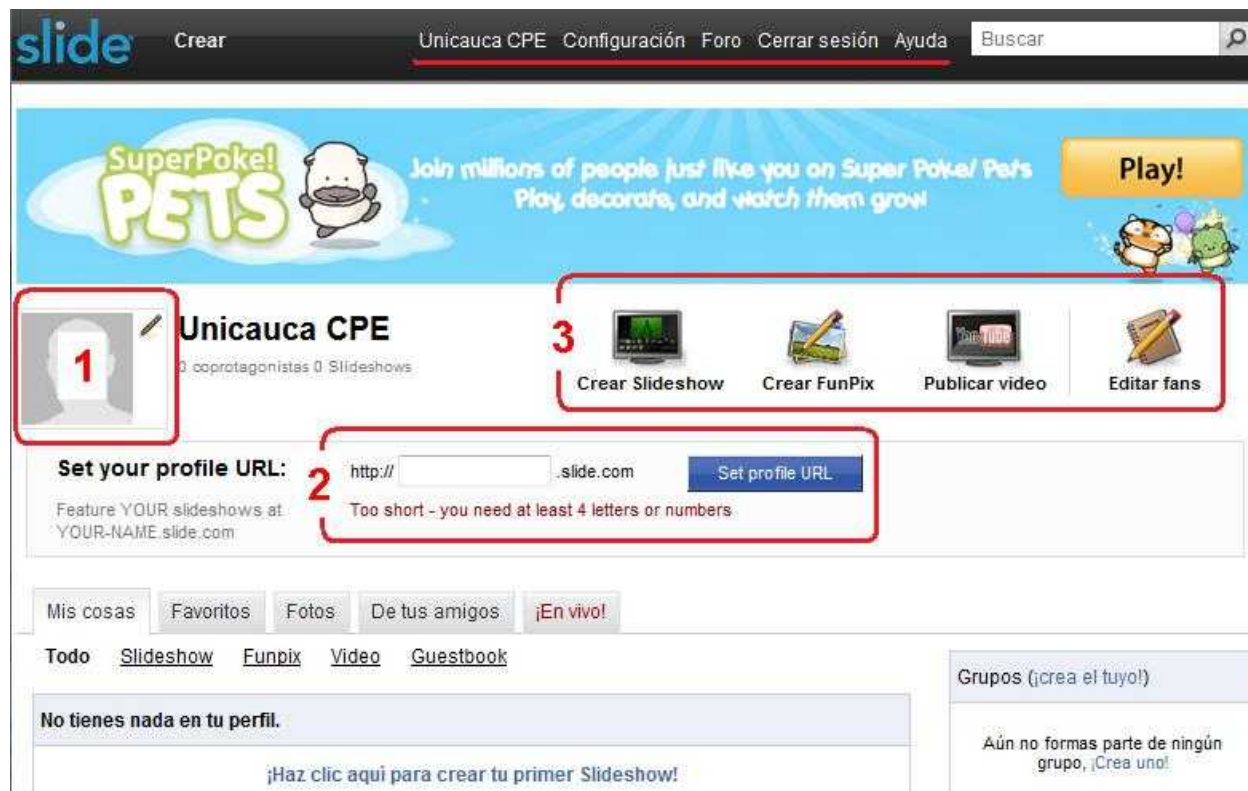 slide Crear Unicauca CPE Configuración Foro Cerrar sesión Ayuda Buscar
SuperPoke!
PETS
Join millions of people just like you on Super Poke! Pets
Play, decorate, and watch them grow
Play!
1
Unicauca CPE
0 coprotagonistas 0 Slideshows
3
Crear Slideshow
Crear FunPix
You Tube
Publicar video
Editar fans
Set your profile URL:
Feature YOUR slideshows at
YOUR-NAME.slide.com
2
http:// .slide.com Set profile URL
Too short - you need at least 4 letters or numbers
Mis cosas Favoritos Fotos De tus amigos ¡En vivo!
Todo Slideshow Funpix Video Guestbook
No tienes nada en tu perfil.
¡Haz clic aquí para crear tu primer Slideshow!
Grupos (¡crea el tuyo!)
Aún no formas parte de ningún
grupo, ¡Crea uno!